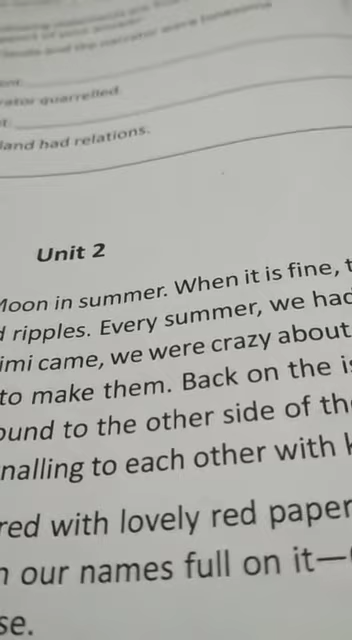 rator quarrelled.
land had relations.
Unit 2
Moon in summer. When it is fine, t
ripples. Every summer, we had
imi came, we were crazy about
to make them. Back on the is
ound to the other side of the
nalling to each other with
red with lovely red paper
our names full on it—
se.